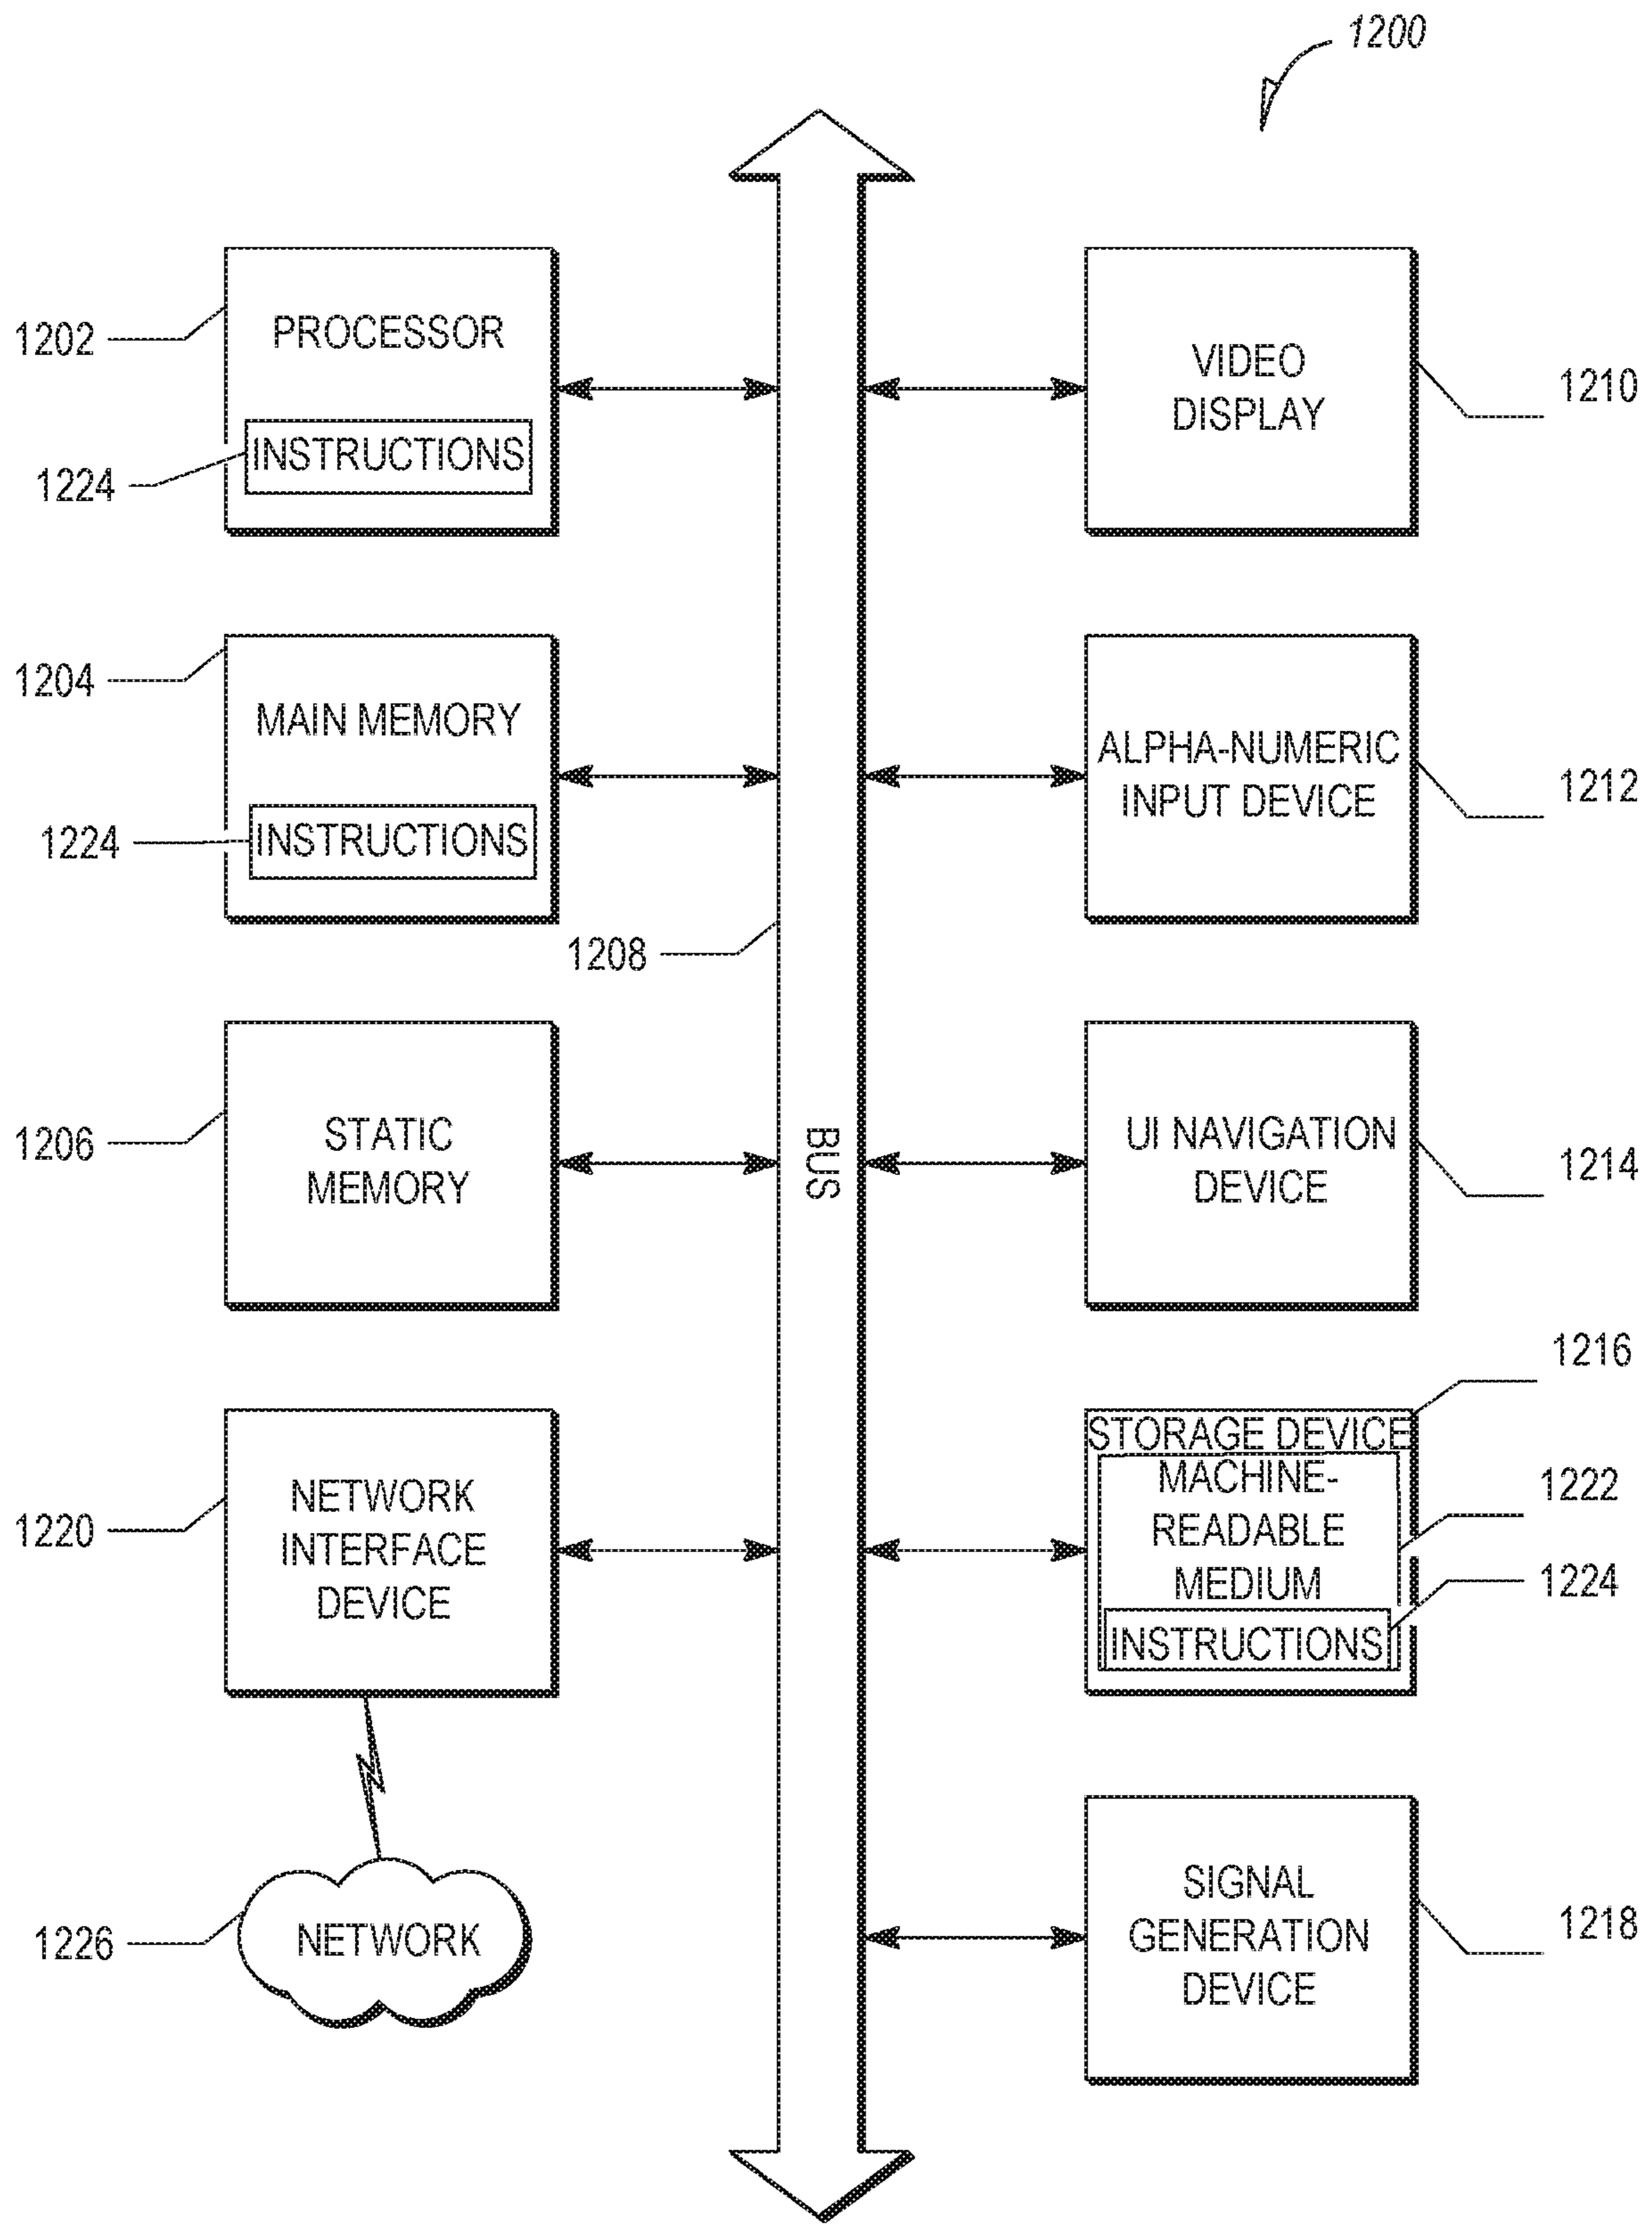 1200
1202
PROCESSOR
INSTRUCTIONS
1224
VIDEO
DISPLAY
1210
1204
MAIN MEMORY
INSTRUCTIONS
1224
ALPHA-NUMERIC
INPUT DEVICE
1212
1208
BUS
1206
STATIC
MEMORY
UI NAVIGATION
DEVICE
1214
1220
NETWORK
INTERFACE
DEVICE
1216
STORAGE DEVICE
MACHINE-
READABLE
MEDIUM
1222
INSTRUCTIONS
1224
1226
NETWORK
SIGNAL
GENERATION
DEVICE
1218